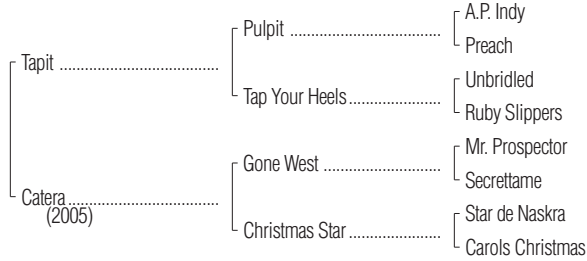 A.P. Indy
Pulpit
Preach
Tapit
Unbridled
Tap Your Heels
Ruby Slippers
Mr. Prospector
Gone West
Secrettame
Catera
(2005)
Star de Naskra
Christmas Star
Carols Christmas